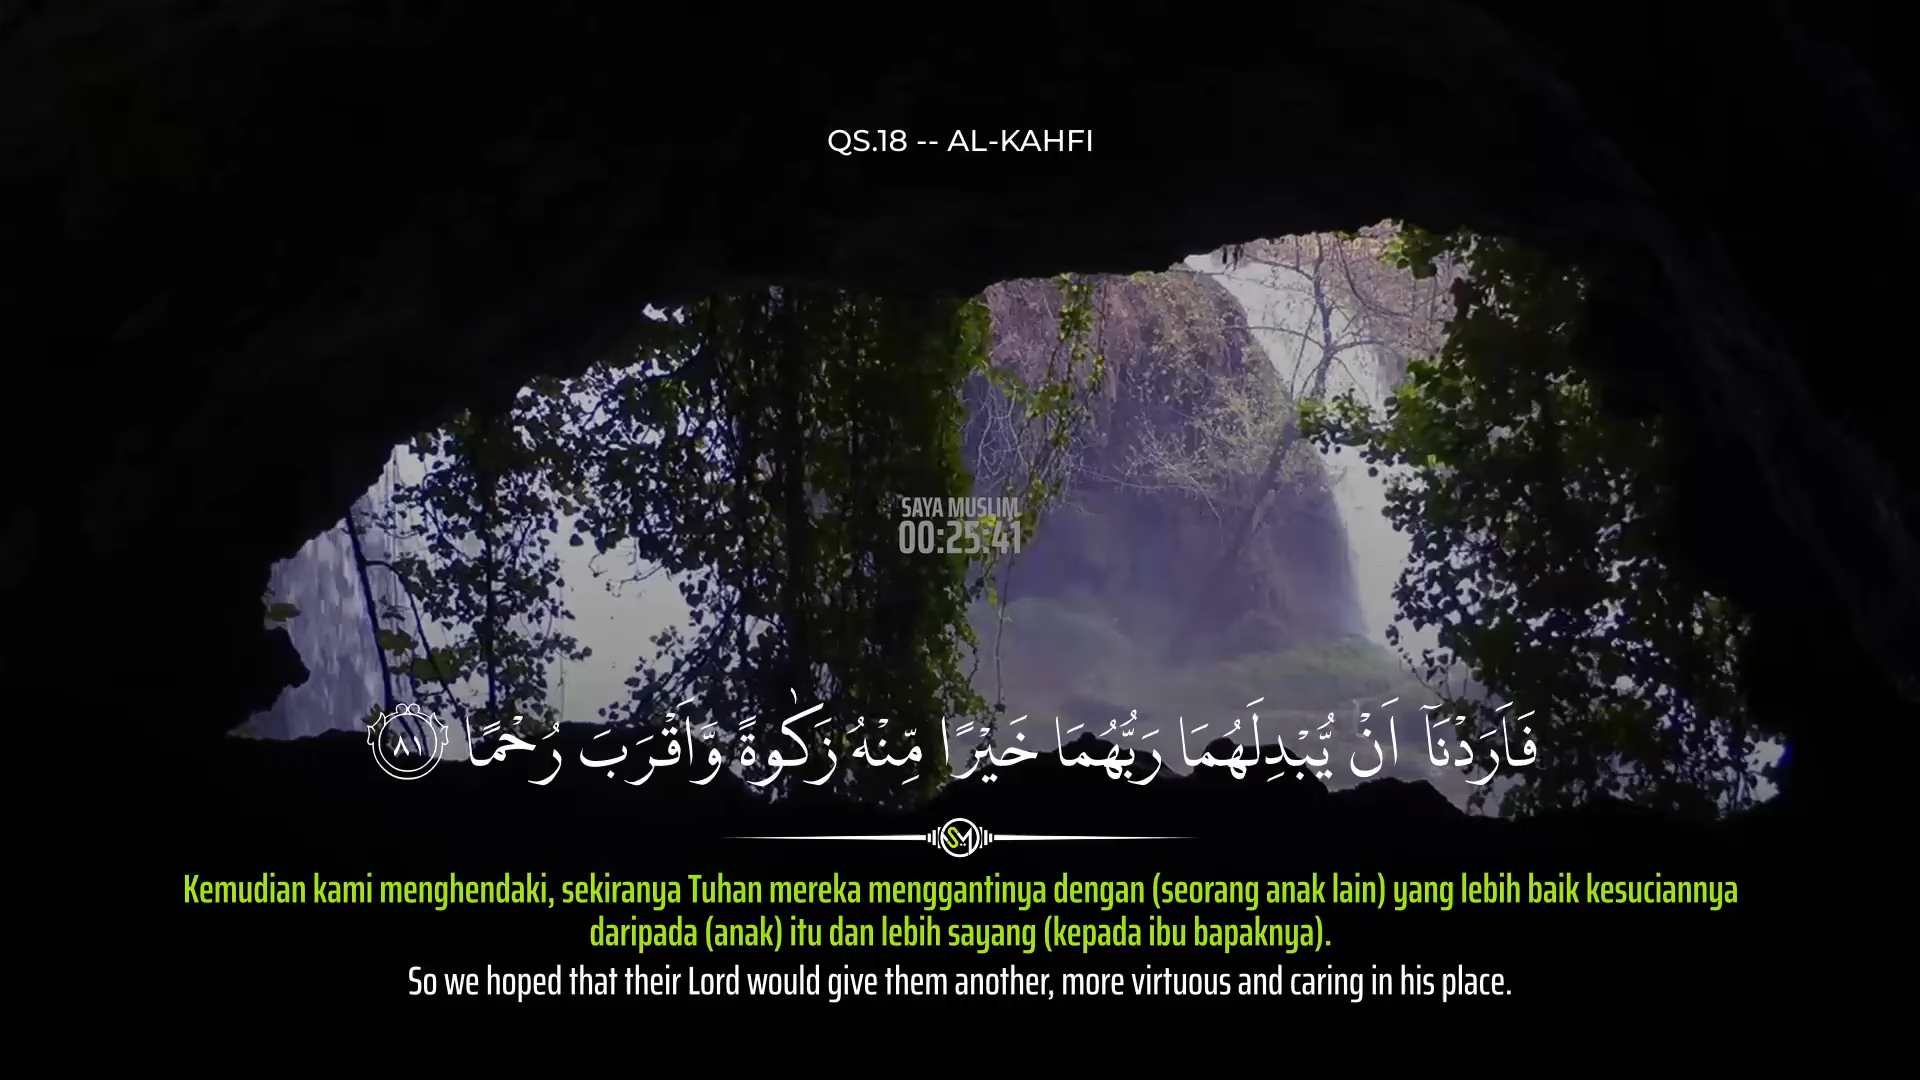 QS.18 -- AL-KAHFI
SAYA MUSLIM
00:25:41
فَاَرَدْنَآ اَنْ يُّبْدِلَهُمَا رَبُّهُمَا خَيْرًا مِّنْهُ زَكٰوةً وَّاَقْرَبَ رُحْمًا ٨١
SM
Kemudian kami menghendaki, sekiranya Tuhan mereka menggantinya dengan (seorang anak lain) yang lebih baik kesuciannya
daripada (anak) itu dan lebih sayang (kepada ibu bapaknya).
So we hoped that their Lord would give them another, more virtuous and caring in his place.